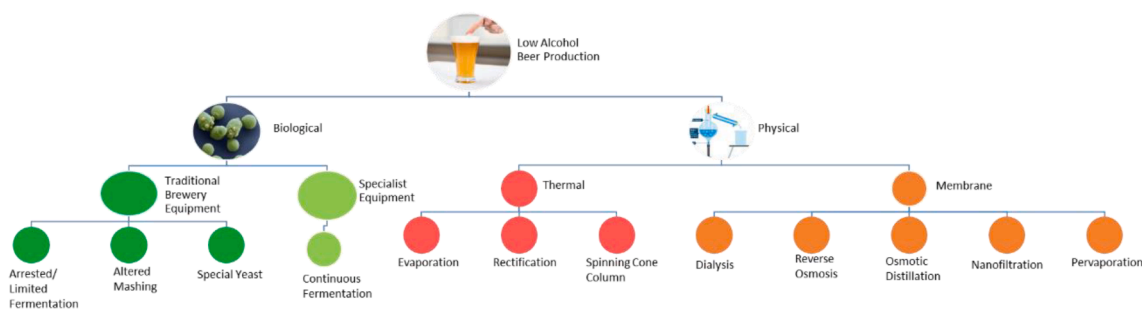 Low Alcohol
Beer Production
Biological
Physical
Traditional
Brewery
Equipment
Specialist
Equipment
Thermal
Membrane
Arrested/
Limited
Fermentation
Altered
Mashing
Special Yeast
Continuous
Fermentation
Evaporation
Rectification
Spinning Cone
Column
Dialysis
Reverse
Osmosis
Osmotic
Distillation
Nanofiltration
Pervaporation